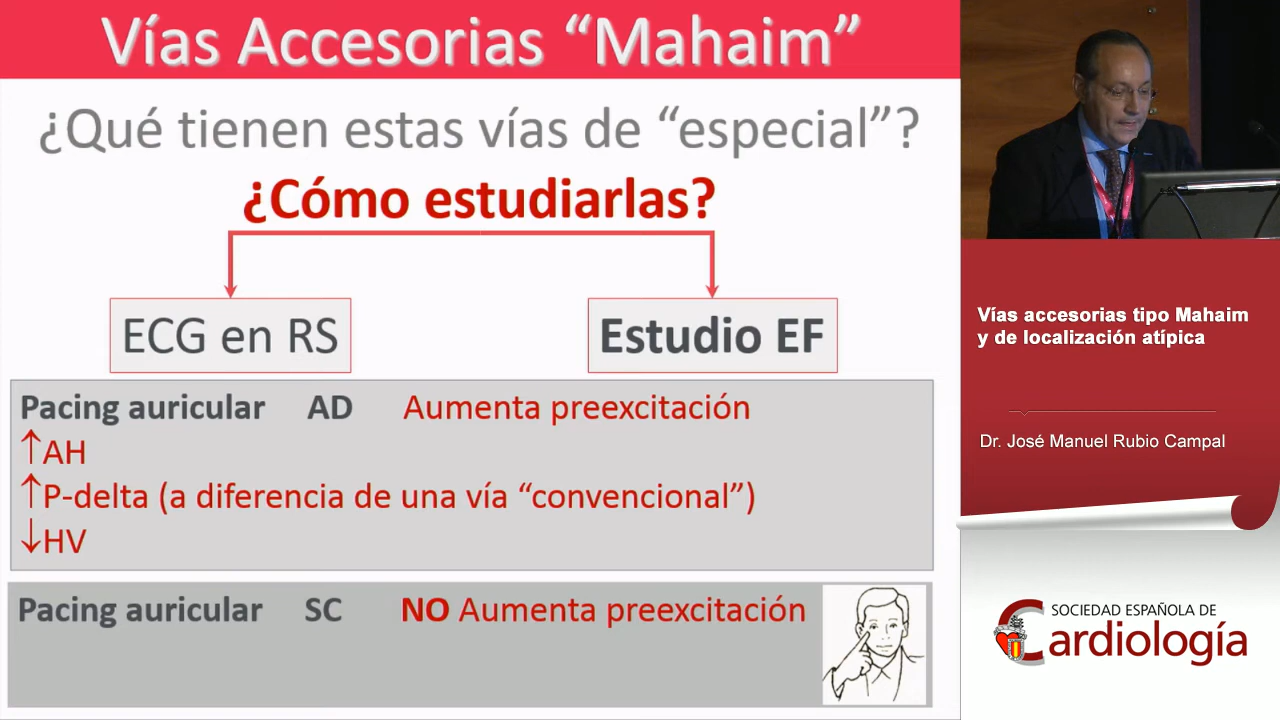 Vías Accesorias “Mahaim”
¿Qué tienen estas vías de “especial”?
¿Cómo estudiarlas?
ECG en RS
Estudio EF
Pacing auricular AD Aumenta preexcitación
↑AH
↑P-delta (a diferencia de una vía “convencional”)
↓HV
Pacing auricular SC NO Aumenta preexcitación
Vías accesorias tipo Mahaim
y de localización atípica
Dr. José Manuel Rubio Campal
SOCIEDAD ESPAÑOLA DE
Cardiología